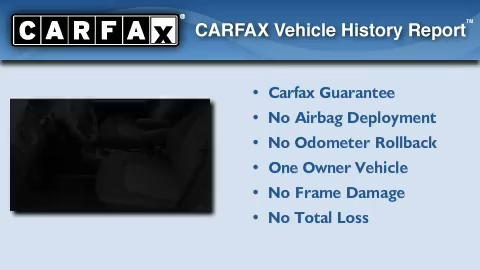 CARFAX® CARFAX Vehicle History Report™
• Carfax Guarantee
• No Airbag Deployment
• No Odometer Rollback
• One Owner Vehicle
• No Frame Damage
• No Total Loss